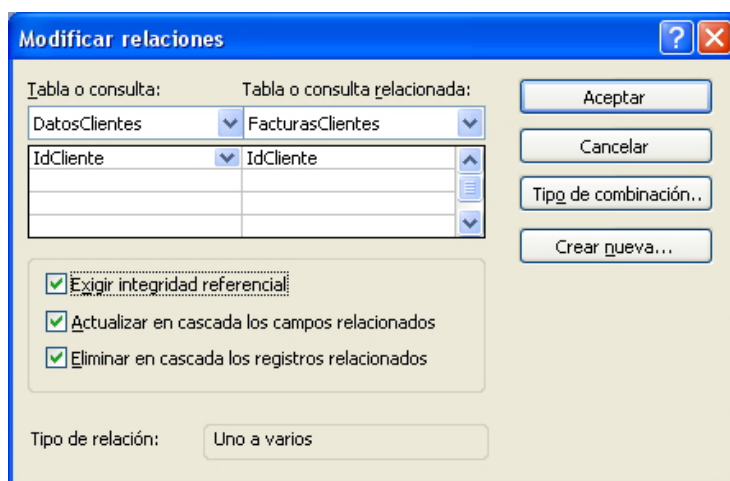 Modificar relaciones
Tabla o consulta: Tabla o consulta relacionada:
DatosClientes FacturasClientes
IdCliente IdCliente
Aceptar
Cancelar
Tipo de combinación..
Crear nueva...
Exigir integridad referencial
Actualizar en cascada los campos relacionados
Eliminar en cascada los registros relacionados
Tipo de relación: Uno a varios